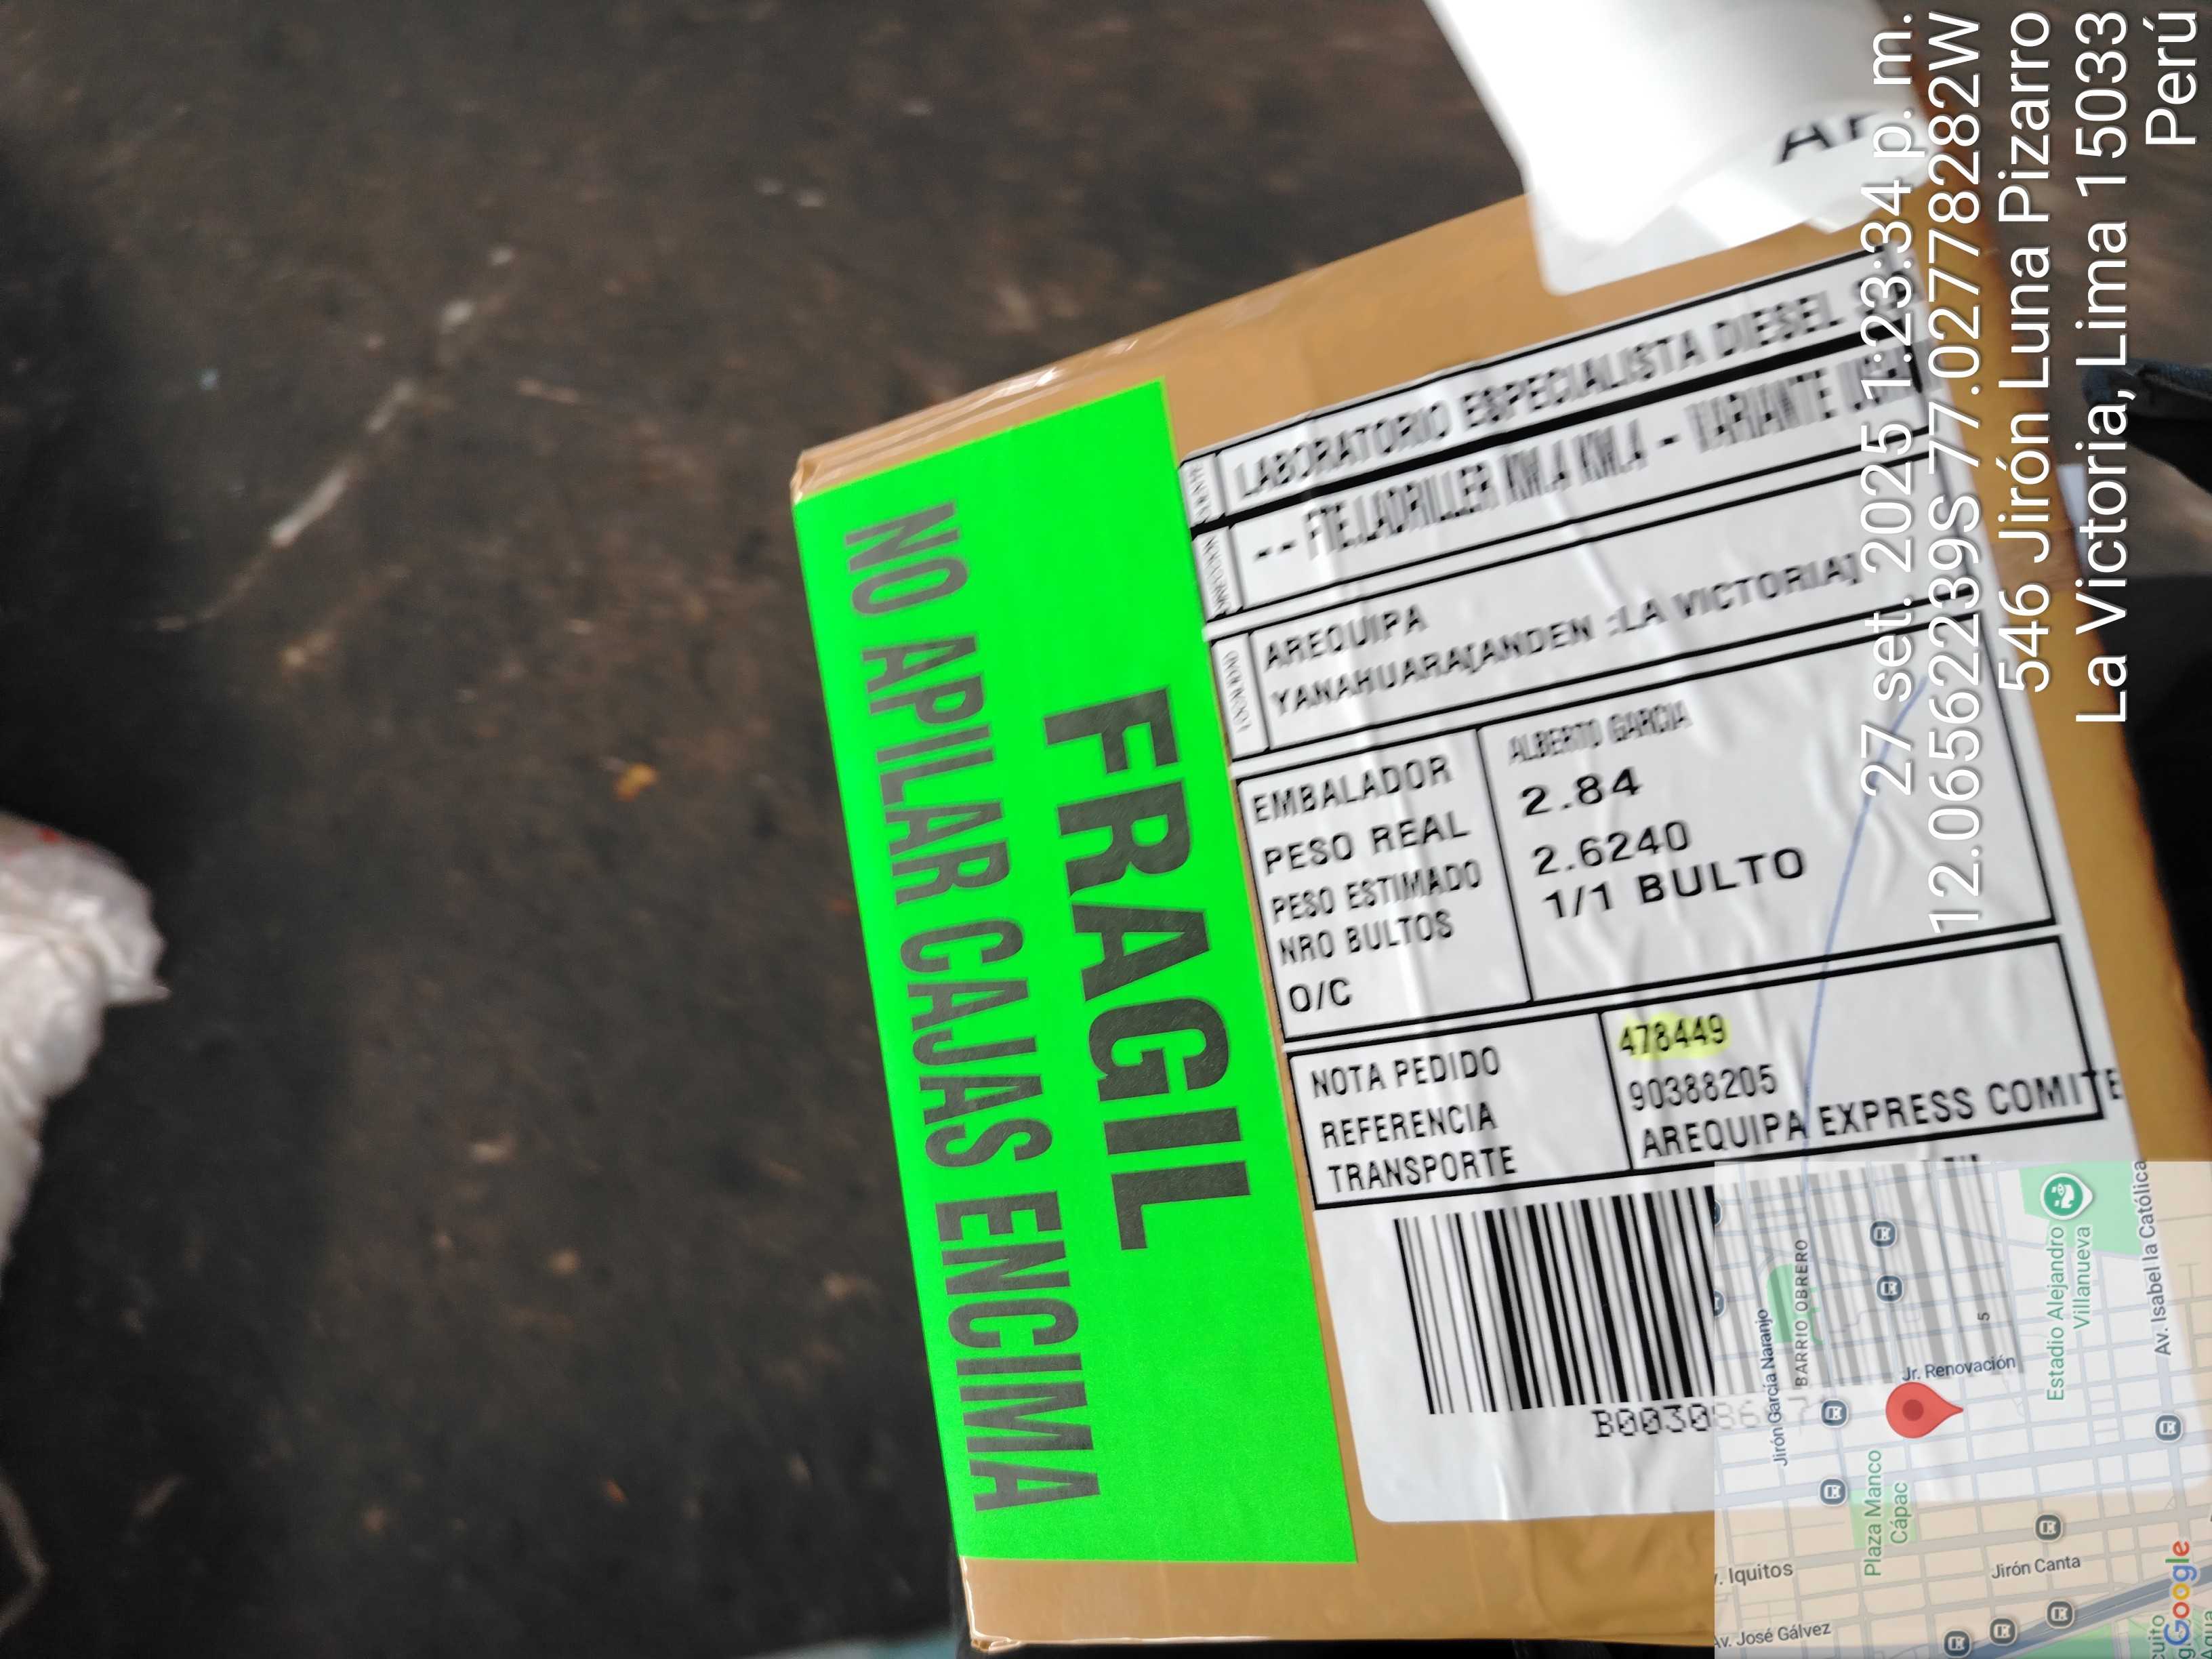 LABORATORIO ESPECIALISTA DIESEL
-- FTE.LADRILLER KM.4 KM.4 - VARIANTE
AREQUIPA
YANAHUARA[ANDEN :LA VICTORIA]
EMBALADOR ALBERTO GARCIA
PESO REAL 2.84
PESO ESTIMADO 2.6240
NRO BULTOS 1/1 BULTO
O/C
NOTA PEDIDO 478449
REFERENCIA 90388205
TRANSPORTE AREQUIPA EXPRESS COMITE
B00308
FRAGIL
NO APILAR CAJAS ENCIMA
27 set. 2025 1:23:34 p. m.
12.06562239S 77.02778282W
546 Jirón Luna Pizarro
La Victoria, Lima 15033
Perú
Jirón García Naranjo
BARRIO OBRERO
Jr. Renovación
Estadio Alejandro
Villanueva
Av. Isabel la Católica
Plaza Manco
Cápac
Iquitos
Jirón Canta
Av. José Gálvez
Google